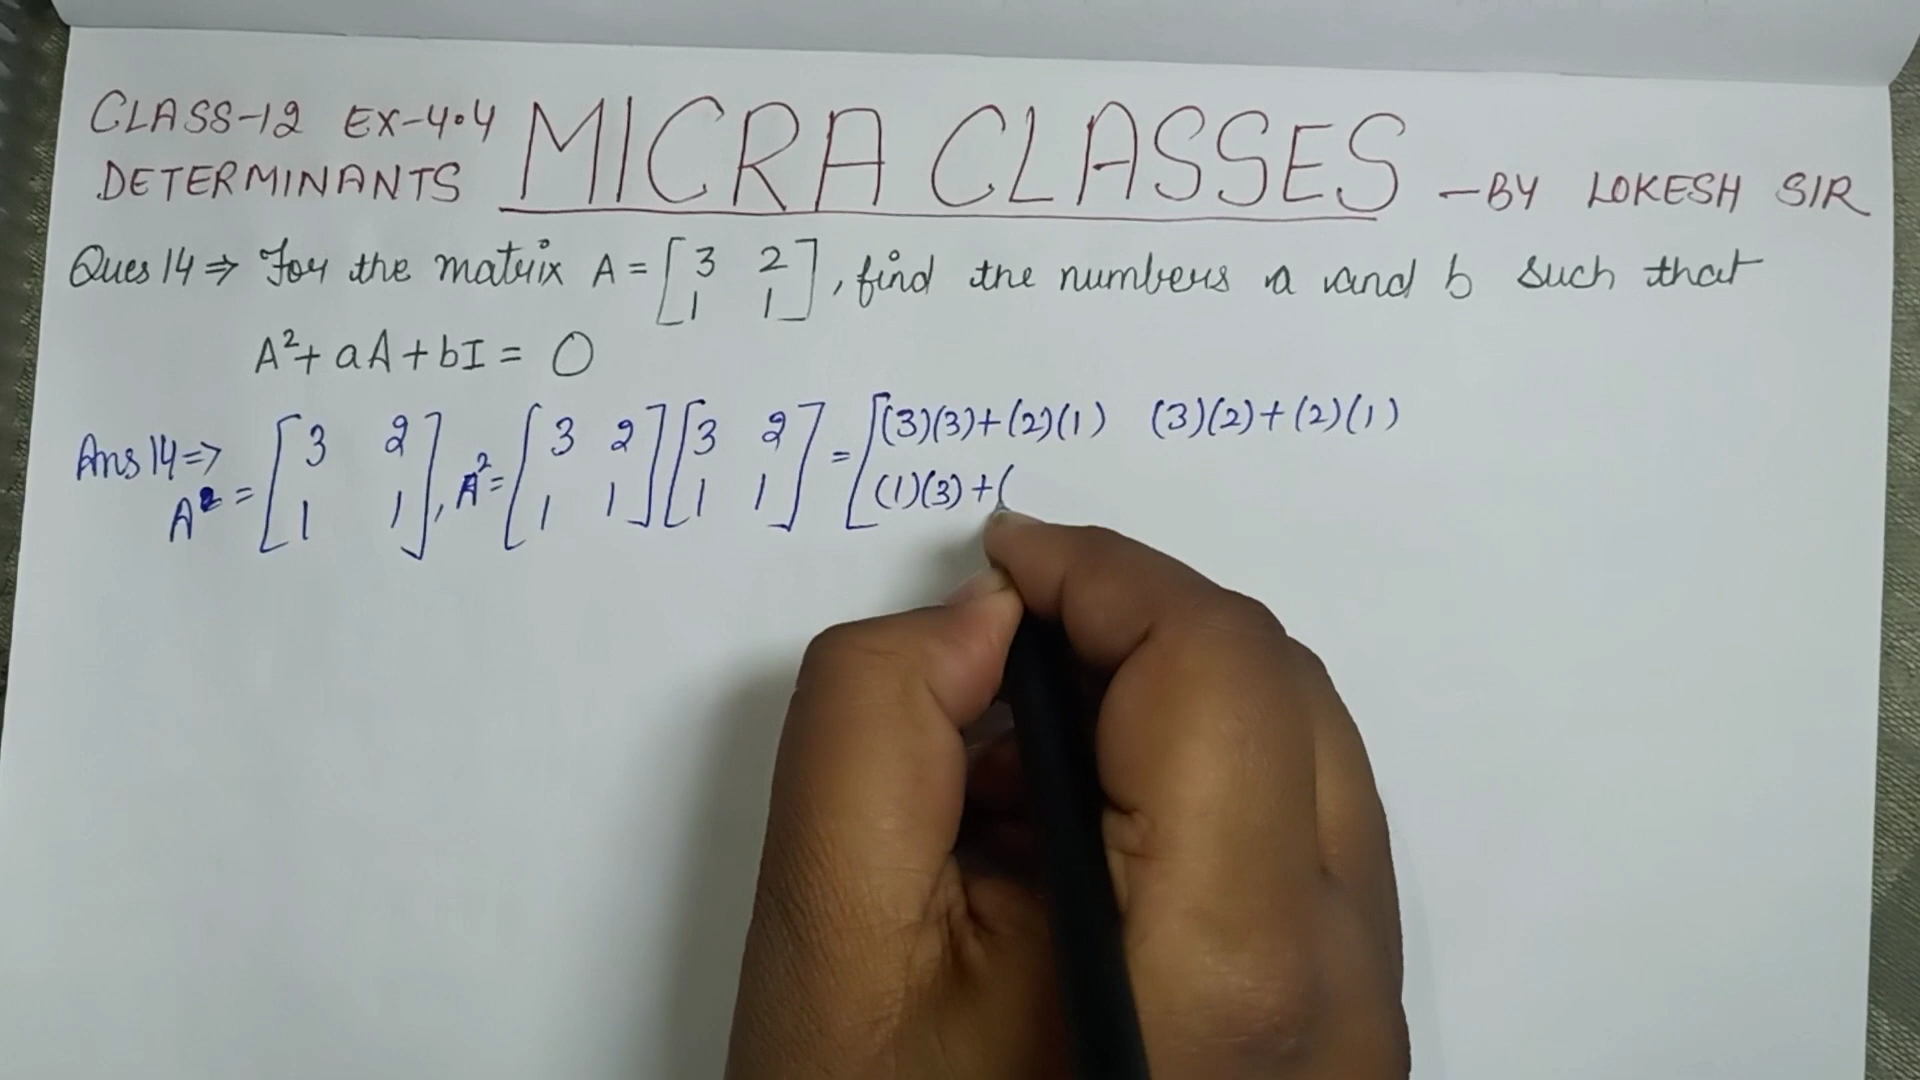 CLASS-12 EX-4.4 MICRA CLASSES
DETERMINANTS -BY LOKESH SIR
Ques 14⇒ For the matrix A = [3 2], find the numbers a and b such that
[1 1]
A²+aA+bI = O
Ans 14⇒ [3 2] [3 2][3 2] [(3)(3)+(2)(1) (3)(2)+(2)(1)
A = [1 1], A² = [1 1][1 1] = [(1)(3)+(